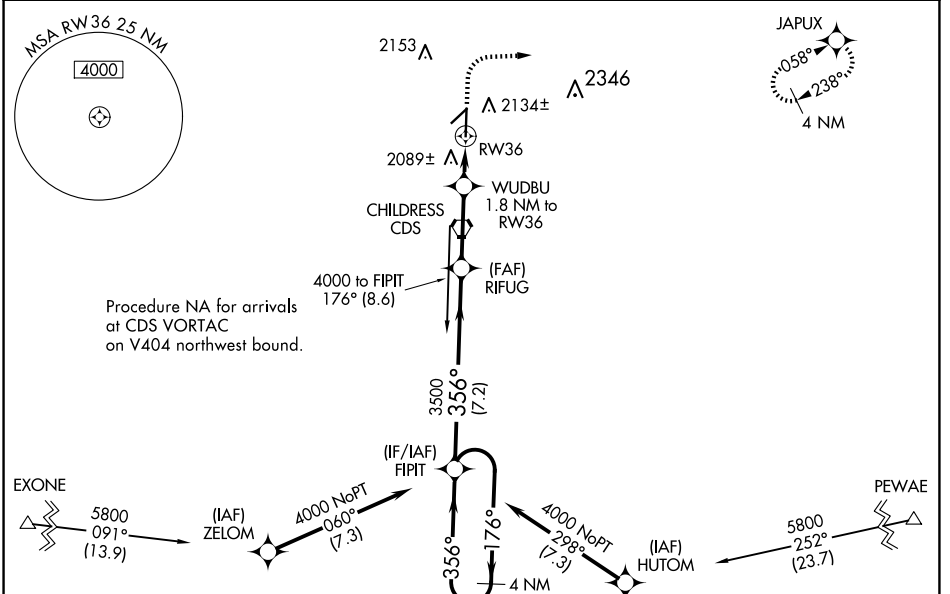 MSA RW36 25 NM
4000
2153
2346
2134±
RW36
2089±
WUDBU
1.8 NM to
RW36
JAPUX
058°
238°
4 NM
CHILDRESS
CDS
(FAF)
RIFUG
4000 to FIPIT
176° (8.6)
Procedure NA for arrivals
at CDS VORTAC
on V404 northwest bound.
3500
356°
(7.2)
(IF/IAF)
FIPIT
EXONE
5800
091°
(13.9)
(IAF)
ZELOM
4000 NoPT
060°
(7.3)
356°
176°
4 NM
4000 NoPT
298°
(7.3)
(IAF)
HUTOM
PEWAE
5800
252°
(23.7)